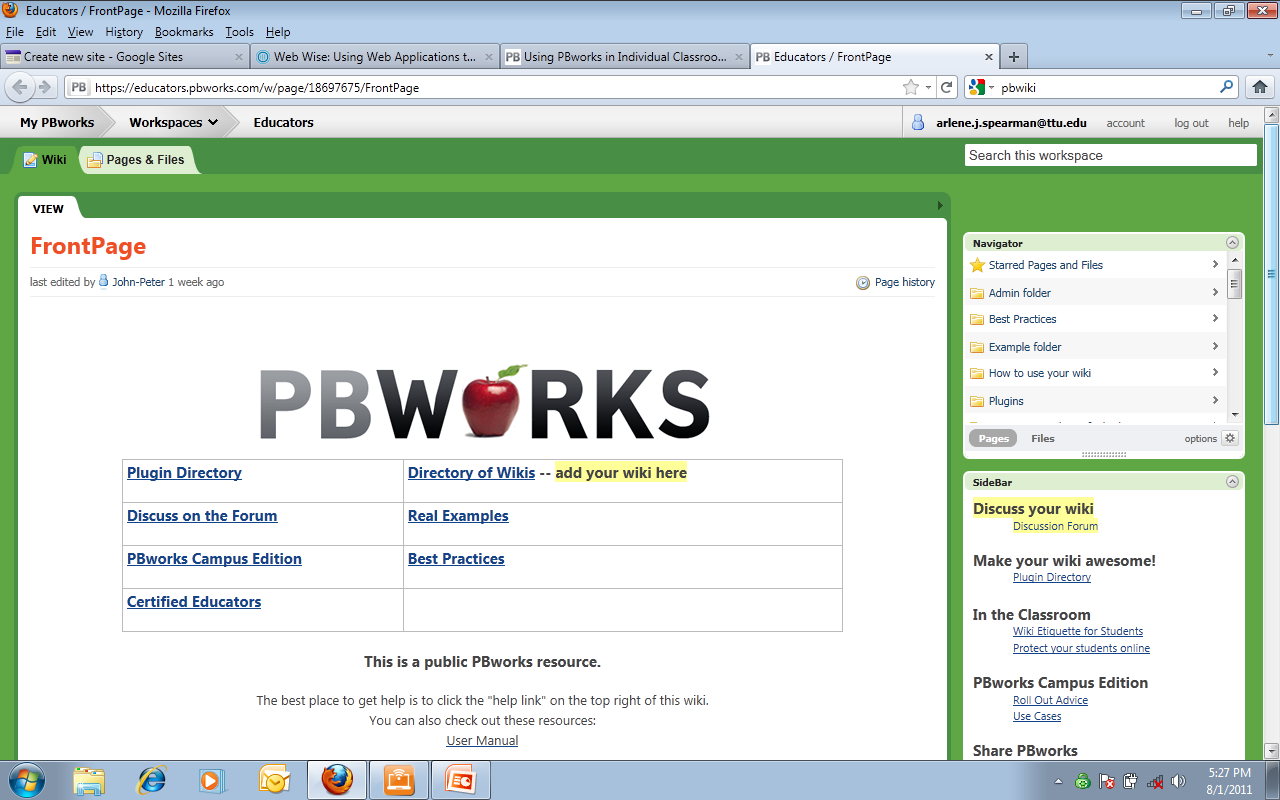 Educators / FrontPage - Mozilla Firefox
File Edit View History Bookmarks Tools Help
Create new site - Google Sites
Web Wise: Using Web Applications t...
PB Using PBworks in Individual Classroo...
PB Educators / FrontPage
PB https://educators.pbworks.com/w/page/18697675/FrontPage
pbwiki
My PBworks Workspaces Educators
arlene.j.spearman@ttu.edu account log out help
Wiki Pages & Files
Search this workspace
VIEW
FrontPage
last edited by John-Peter 1 week ago
Page history
PBWORKS
Plugin Directory
Directory of Wikis -- add your wiki here
Discuss on the Forum
Real Examples
PBworks Campus Edition
Best Practices
Certified Educators
This is a public PBworks resource.
The best place to get help is to click the "help link" on the top right of this wiki.
You can also check out these resources:
User Manual
Navigator
Starred Pages and Files
Admin folder
Best Practices
Example folder
How to use your wiki
Plugins
Pages Files options
SideBar
Discuss your wiki
Discussion Forum
Make your wiki awesome!
Plugin Directory
In the Classroom
Wiki Etiquette for Students
Protect your students online
PBworks Campus Edition
Roll Out Advice
Use Cases
Share PBworks
5:27 PM
8/1/2011